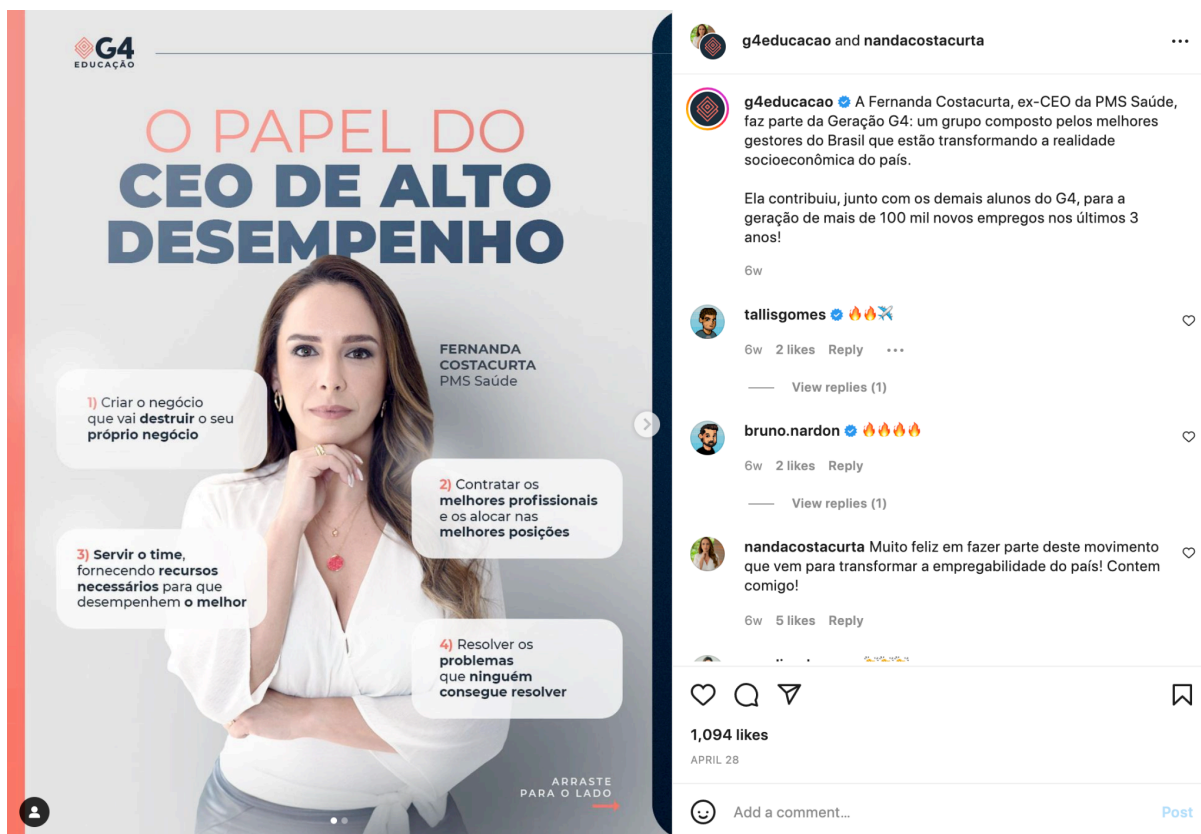 G4
EDUCAÇÃO
O PAPEL DO
CEO DE ALTO
DESEMPENHO
FERNANDA
COSTACURTA
PMS Saúde
1) Criar o negócio
que vai destruir o seu
próprio negócio
2) Contratar os
melhores profissionais
e os alocar nas
melhores posições
3) Servir o time,
fornecendo recursos
necessários para que
desempenhem o melhor
4) Resolver os
problemas
que ninguém
consegue resolver
ARRASTE
PARA O LADO
g4educacao and nandacostacurta
g4educacao A Fernanda Costacurta, ex-CEO da PMS Saúde,
faz parte da Geração G4: um grupo composto pelos melhores
gestores do Brasil que estão transformando a realidade
socioeconômica do país.
Ela contribuiu, junto com os demais alunos do G4, para a
geração de mais de 100 mil novos empregos nos últimos 3
anos!
6w
tallisgomes 🔥🔥✈️
6w 2 likes Reply
View replies (1)
bruno.nardon 🔥🔥🔥🔥
6w 2 likes Reply
View replies (1)
nandacostacurta Muito feliz em fazer parte deste movimento
que vem para transformar a empregabilidade do país! Contem
comigo!
6w 5 likes Reply
1,094 likes
APRIL 28
Add a comment...
Post